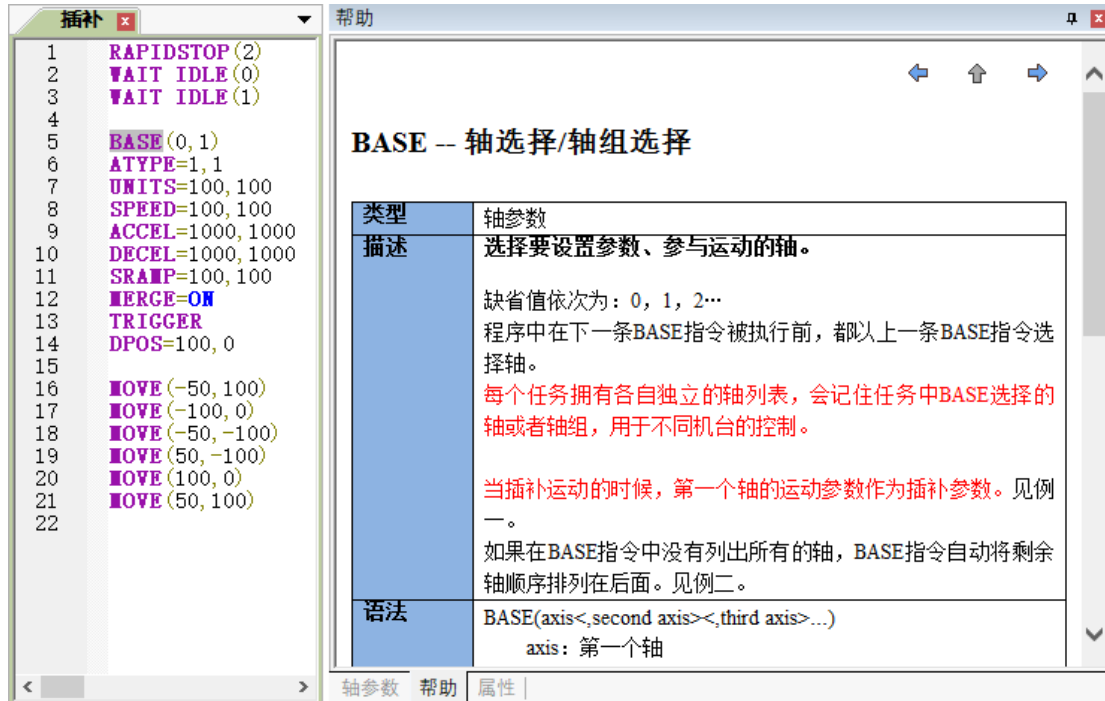 插补
1 RAPIDSTOP(2)
2 WAIT IDLE(0)
3 WAIT IDLE(1)
4
5 BASE(0,1)
6 ATYPE=1,1
7 UNITS=100,100
8 SPEED=100,100
9 ACCEL=1000,1000
10 DECEL=1000,1000
11 SRAMP=100,100
12 MERGE=ON
13 TRIGGER
14 DPOS=100,0
15
16 MOVE(-50,100)
17 MOVE(-100,0)
18 MOVE(-50,-100)
19 MOVE(50,-100)
20 MOVE(100,0)
21 MOVE(50,100)
22
帮助
BASE -- 轴选择/轴组选择
类型 轴参数
描述 选择要设置参数、参与运动的轴。
缺省值依次为：0，1，2…
程序中在下一条BASE指令被执行前，都以上一条BASE指令选
择轴。
每个任务拥有各自独立的轴列表，会记住任务中BASE选择的
轴或者轴组，用于不同机台的控制。
当插补运动的时候，第一个轴的运动参数作为插补参数。见例
一。
如果在BASE指令中没有列出所有的轴，BASE指令自动将剩余
轴顺序排列在后面。见例二。
语法 BASE(axis<,second axis><,third axis>...)
axis：第一个轴
轴参数 帮助 属性